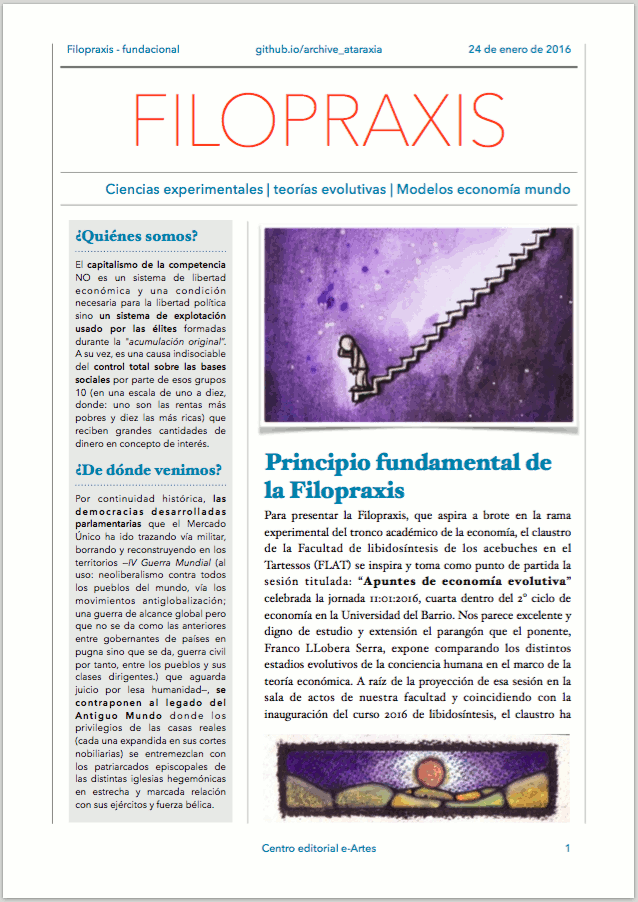 Filopraxis - fundacional
github.io/archive_ataraxia
24 de enero de 2016
FILOPRAXIS
Ciencias experimentales | teorías evolutivas | Modelos economía mundo
¿Quiénes somos?
El capitalismo de la competencia
NO es un sistema de libertad
económica y una condición
necesaria para la libertad política
sino un sistema de explotación
usado por las élites formadas
durante la "acumulación original".
A su vez, es una causa indisociable
del control total sobre las bases
sociales por parte de esos grupos
10 (en una escala de uno a diez,
donde: uno son las rentas más
pobres y diez las más ricas) que
reciben grandes cantidades de
dinero en concepto de interés.
¿De dónde venimos?
Por continuidad histórica, las
democracias desarrolladas
parlamentarias que el Mercado
Único ha ido trazando vía militar,
borrando y reconstruyendo en los
territorios –IV Guerra Mundial (al
uso: neoliberalismo contra todos
los pueblos del mundo, vía los
movimientos antiglobalización;
una guerra de alcance global pero
que no se da como las anteriores
entre gobernantes de países en
pugna sino que se da, guerra civil
por tanto, entre los pueblos y sus
clases dirigentes.) que aguarda
juicio por lesa humanidad–, se
contraponen al legado del
Antiguo Mundo donde los
privilegios de las casas reales
(cada una expandida en sus cortes
nobiliarias) se entremezclan con
los patriarcados episcopales de
las distintas iglesias hegemónicas
en estrecha y marcada relación
con sus ejércitos y fuerza bélica.
Principio fundamental de
la Filopraxis
Para presentar la Filopraxis, que aspira a brote en la rama
experimental del tronco académico de la economía, el claustro
de la Facultad de libidosíntesis de los acebuches en el
Tartessos (FLAT) se inspira y toma como punto de partida la
sesión titulada: "Apuntes de economía evolutiva"
celebrada la jornada 11:01:2016, cuarta dentro del 2º ciclo de
economía en la Universidad del Barrio. Nos parece excelente y
digno de estudio y extensión el parangón que el ponente,
Franco LLobera Serra, expone comparando los distintos
estadios evolutivos de la conciencia humana en el marco de la
teoría económica. A raíz de la proyección de esa sesión en la
sala de actos de nuestra facultad y coincidiendo con la
inauguración del curso 2016 de libidosíntesis, el claustro ha
Centro editorial e-Artes
1